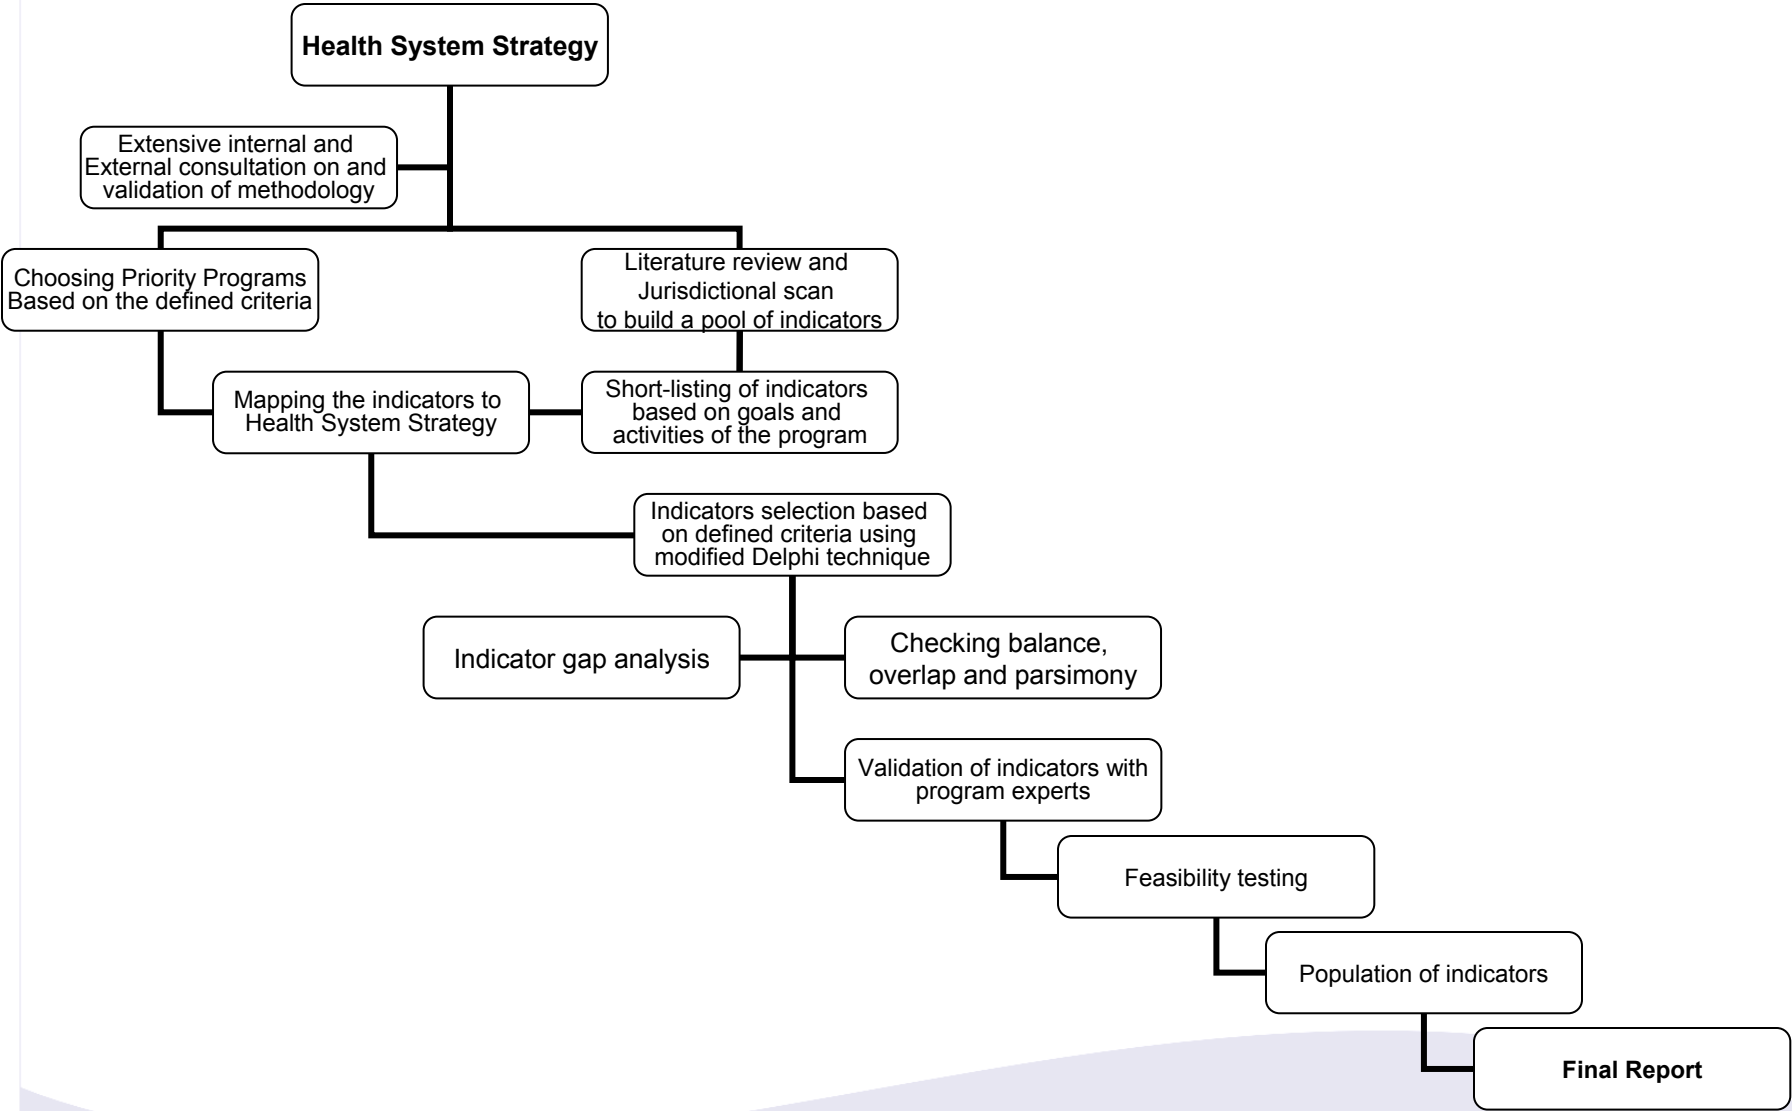 Health System Strategy
Extensive internal and
External consultation on and
validation of methodology
Choosing Priority Programs
Based on the defined criteria
Literature review and
Jurisdictional scan
to build a pool of indicators
Mapping the indicators to
Health System Strategy
Short-listing of indicators
based on goals and
activities of the program
Indicators selection based
on defined criteria using
modified Delphi technique
Indicator gap analysis
Checking balance,
overlap and parsimony
Validation of indicators with
program experts
Feasibility testing
Population of indicators
Final Report